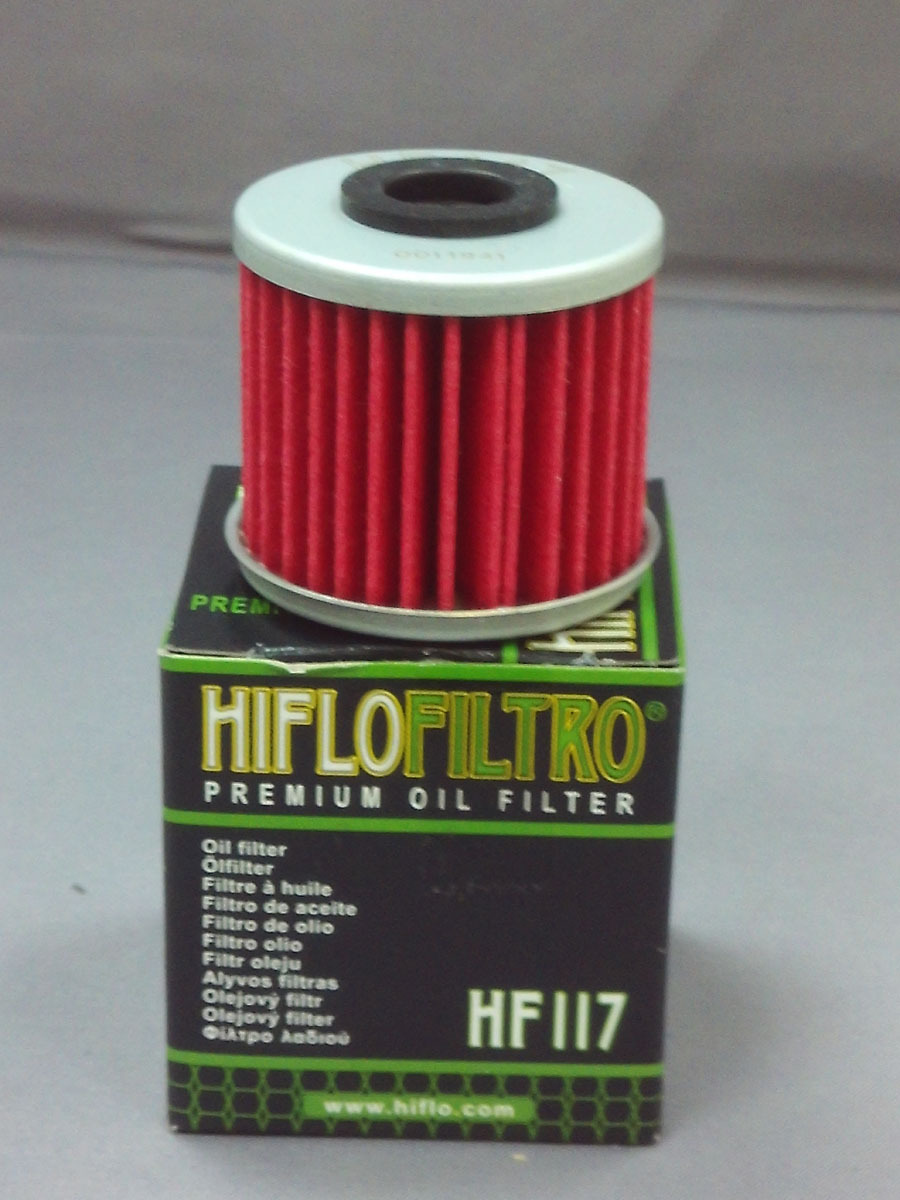 PREM
HIFLOFILTRO®
PREMIUM OIL FILTER
Oil filter
Ölfilter
Filtre à huile
Filtro de aceite
Filtro de olio
Filtro olio
Filtr oleju
Alyvos filtras
Olejový filtr
Olejový filter
Φίλτρο λαδιού
HF117
www.hiflo.com